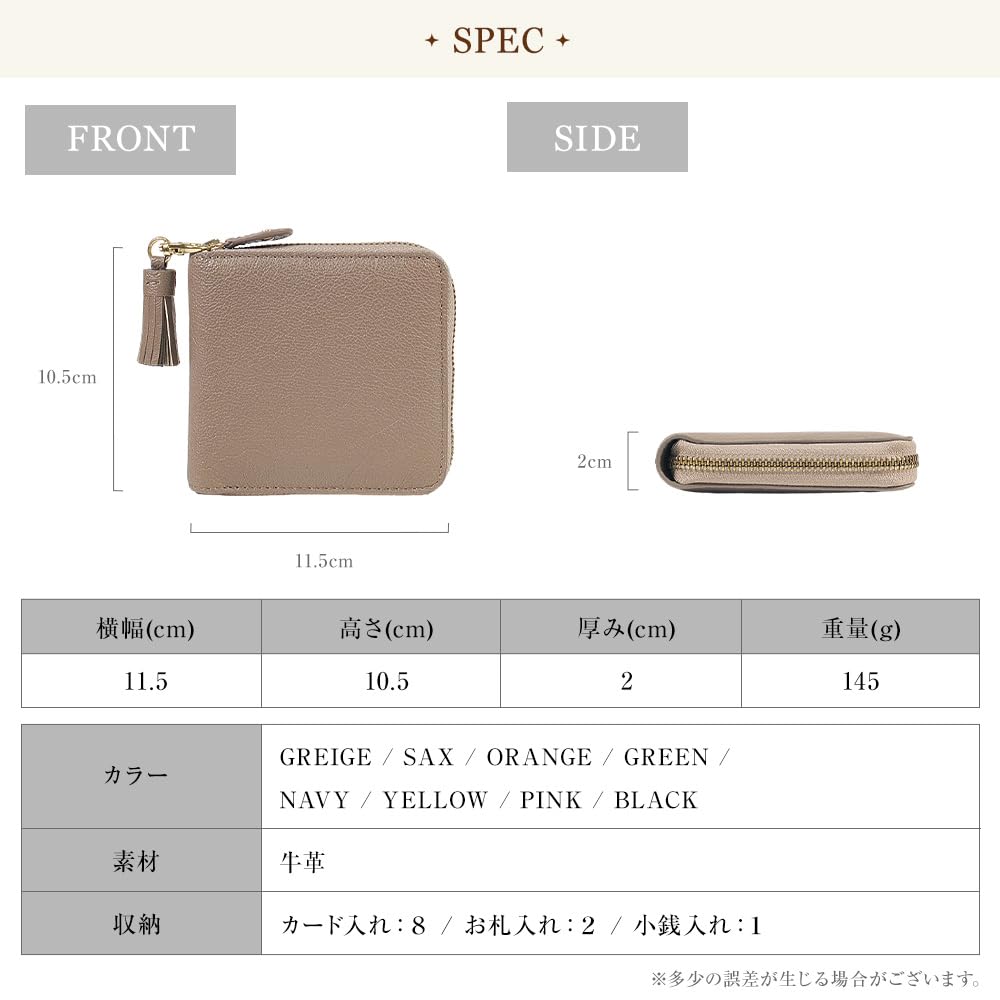 SPEC
FRONT
SIDE
10.5cm
2cm
11.5cm
横幅(cm) 高さ(cm) 厚み(cm) 重量(g)
11.5 10.5 2 145
カラー
GREIGE / SAX / ORANGE / GREEN /
NAVY / YELLOW / PINK / BLACK
素材 牛革
収納 カード入れ：8 / お札入れ：2 / 小銭入れ：1
※多少の誤差が生じる場合がございます。